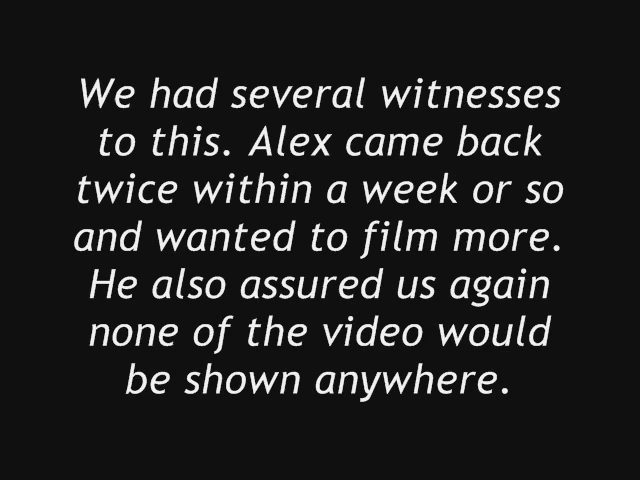 We had several witnesses
to this. Alex came back
twice within a week or so
and wanted to film more.
He also assured us again
none of the video would
be shown anywhere.